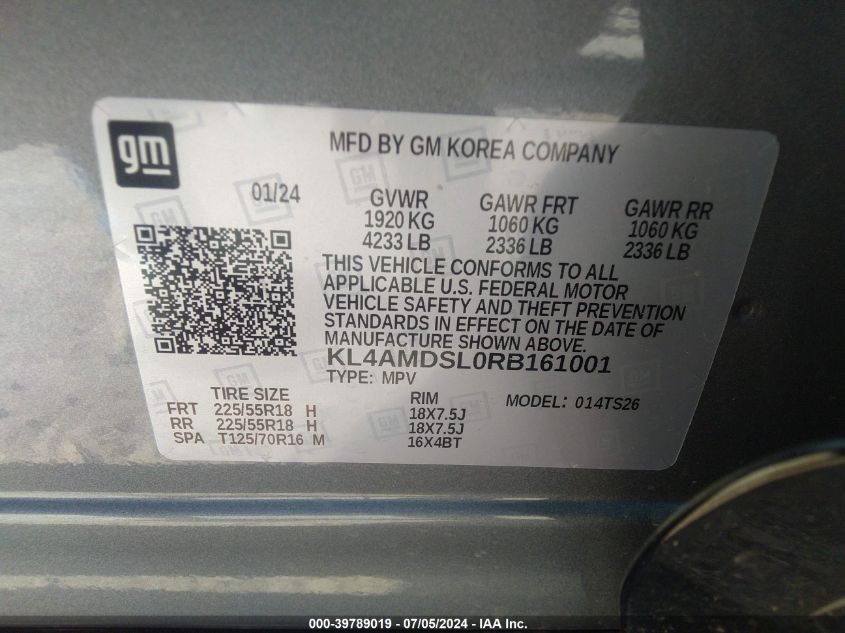 gm
MFD BY GM KOREA COMPANY
01/24
GVWR
1920 KG
4233 LB
GAWR FRT
1060 KG
2336 LB
GAWR RR
1060 KG
2336 LB
THIS VEHICLE CONFORMS TO ALL
APPLICABLE U.S. FEDERAL MOTOR
VEHICLE SAFETY AND THEFT PREVENTION
STANDARDS IN EFFECT ON THE DATE OF
MANUFACTURE SHOWN ABOVE.
KL4AMDSL0RB161001
TYPE: MPV
TIRE SIZE
FRT 225/55R18 H
RR 225/55R18 H
SPA T125/70R16 M
RIM
18X7.5J
18X7.5J
16X4BT
MODEL: 014TS26
000-39789019 - 07/05/2024 - IAA Inc.